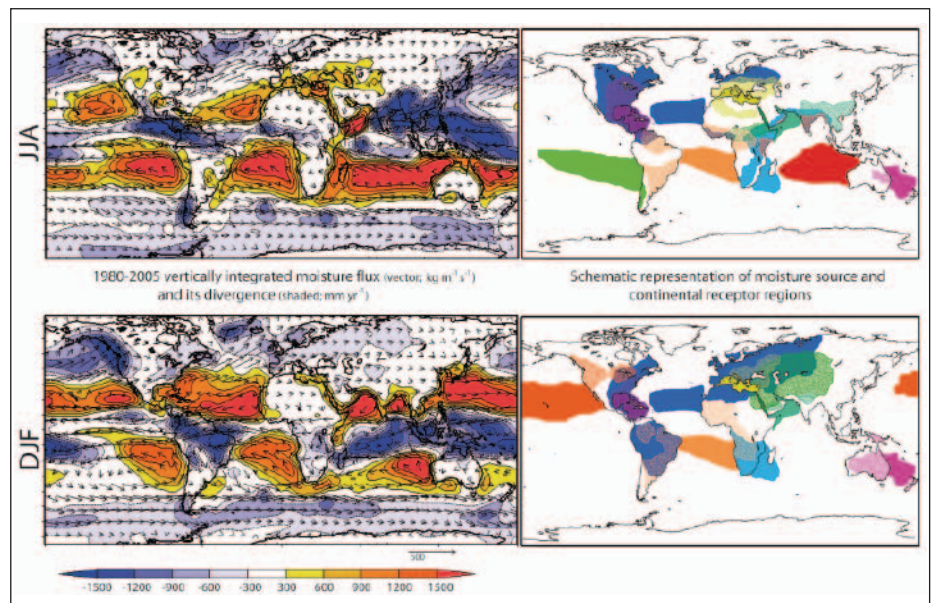 JJA
1980-2005 vertically integrated moisture flux (vector; kg m⁻¹ s⁻¹)
and its divergence (shaded; mm yr⁻¹)
Schematic representation of moisture source and
continental receptor regions
DJF
500
-1500 -1200 -900 -600 -300 300 600 900 1200 1500